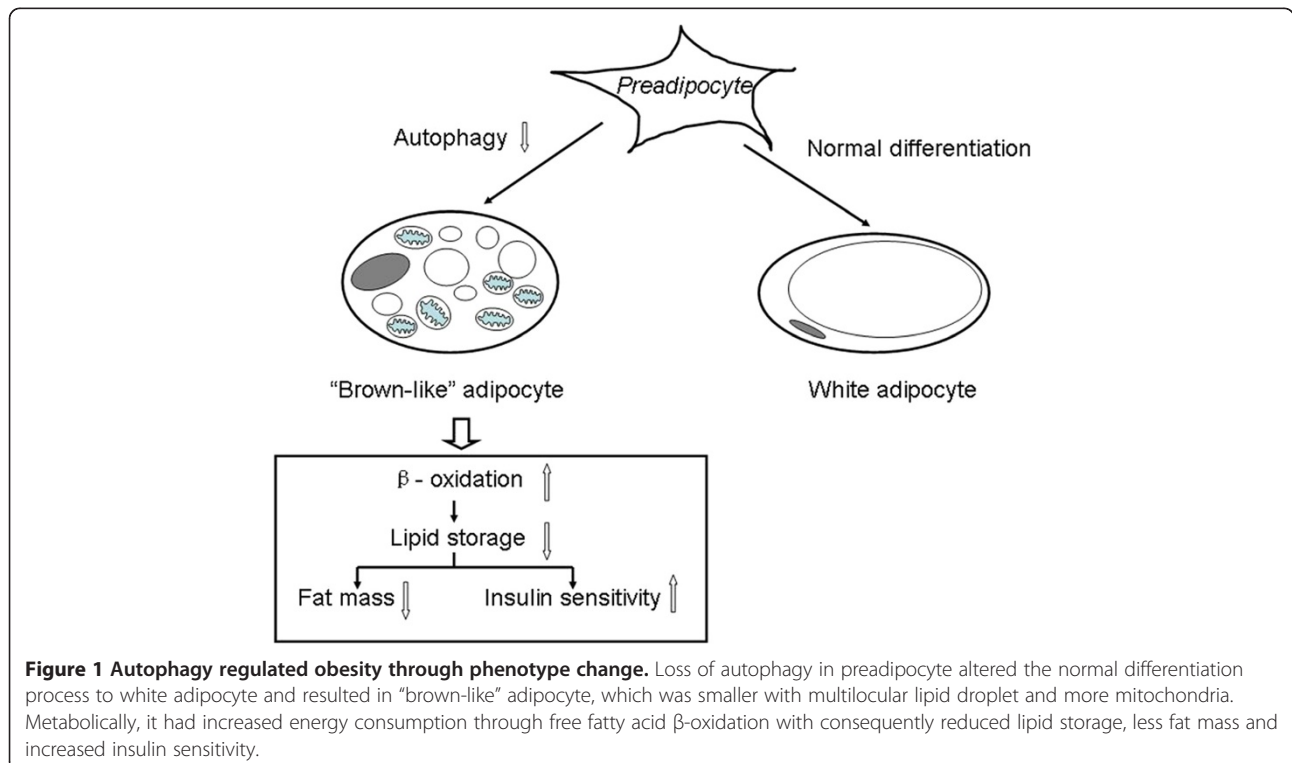 Preadipocyte
Autophagy ⇩
Normal differentiation
“Brown-like” adipocyte
White adipocyte
β - oxidation ⇧
Lipid storage ⇩
Fat mass ⇩ Insulin sensitivity ⇧
Figure 1 Autophagy regulated obesity through phenotype change. Loss of autophagy in preadipocyte altered the normal differentiation
process to white adipocyte and resulted in “brown-like” adipocyte, which was smaller with multilocular lipid droplet and more mitochondria.
Metabolically, it had increased energy consumption through free fatty acid β-oxidation with consequently reduced lipid storage, less fat mass and
increased insulin sensitivity.